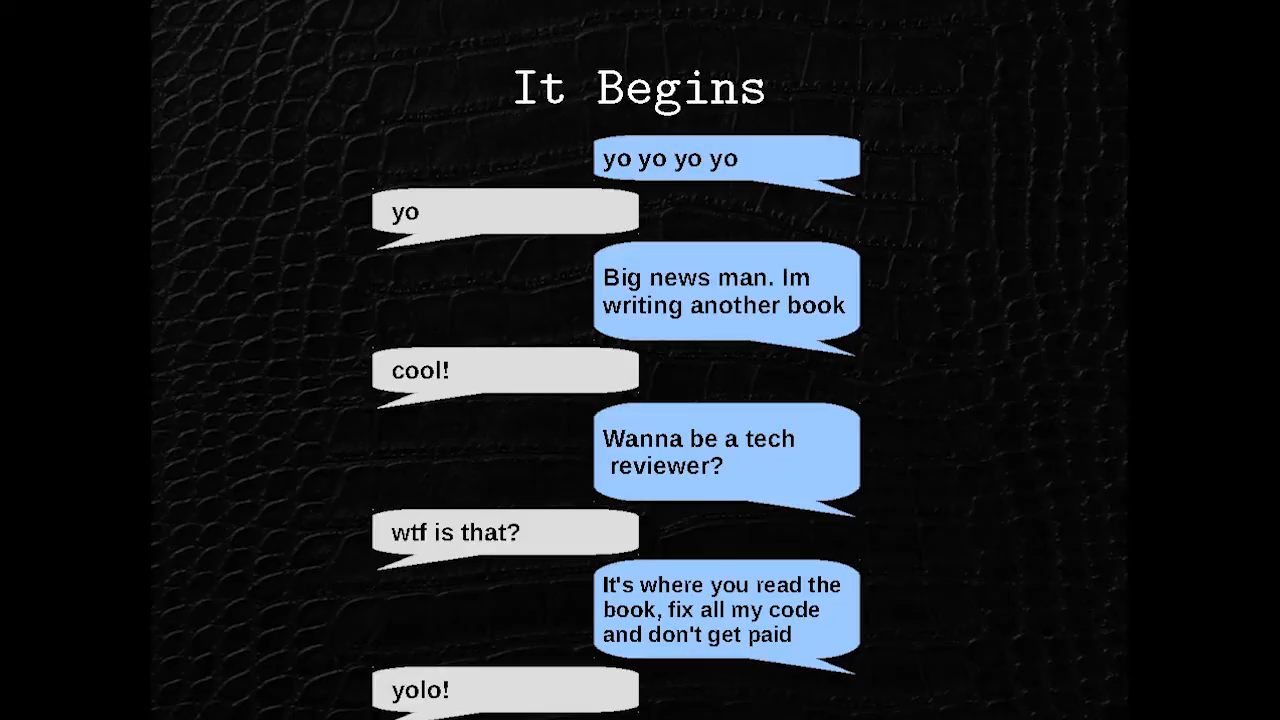 It Begins
yo yo yo yo
yo
Big news man. Im
writing another book
cool!
Wanna be a tech
reviewer?
wtf is that?
It's where you read the
book, fix all my code
and don't get paid
yolo!